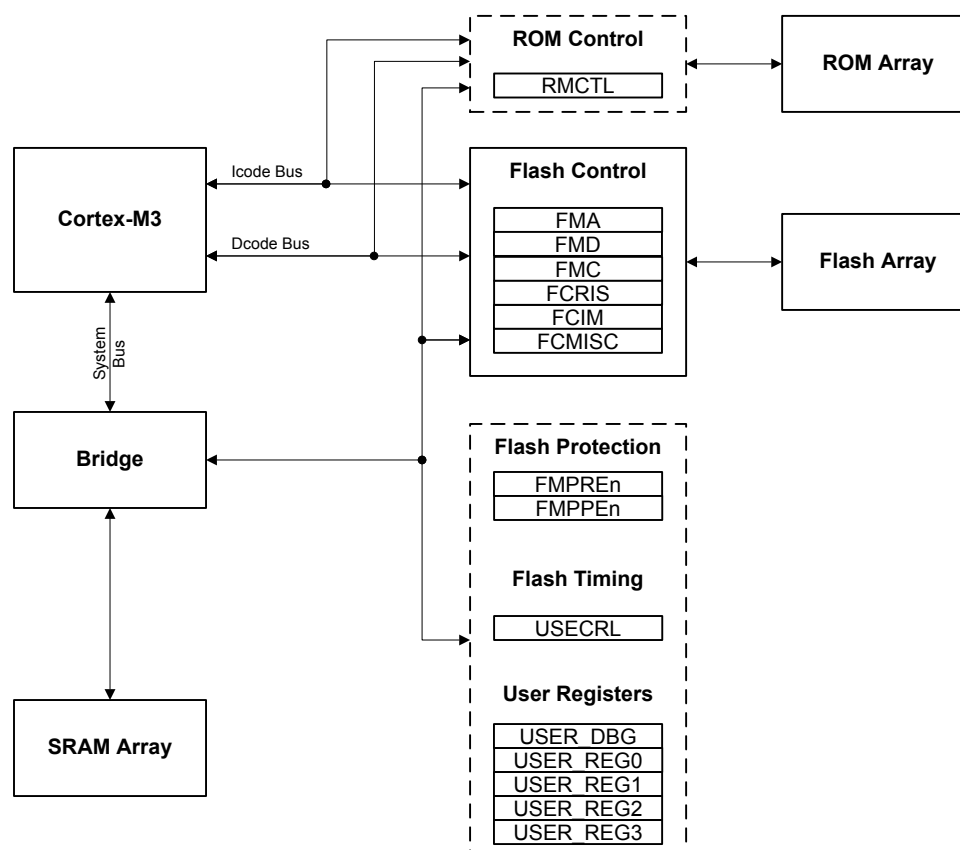 ROM Control
RMCTL
ROM Array
Icode Bus
Cortex-M3
Dcode Bus
Flash Control
FMA
FMD
FMC
FCRIS
FCIM
FCMISC
Flash Array
System
Bus
Bridge
Flash Protection
FMPREn
FMPPEn
Flash Timing
USECRL
User Registers
USER_DBG
USER_REG0
USER_REG1
USER_REG2
USER_REG3
SRAM Array